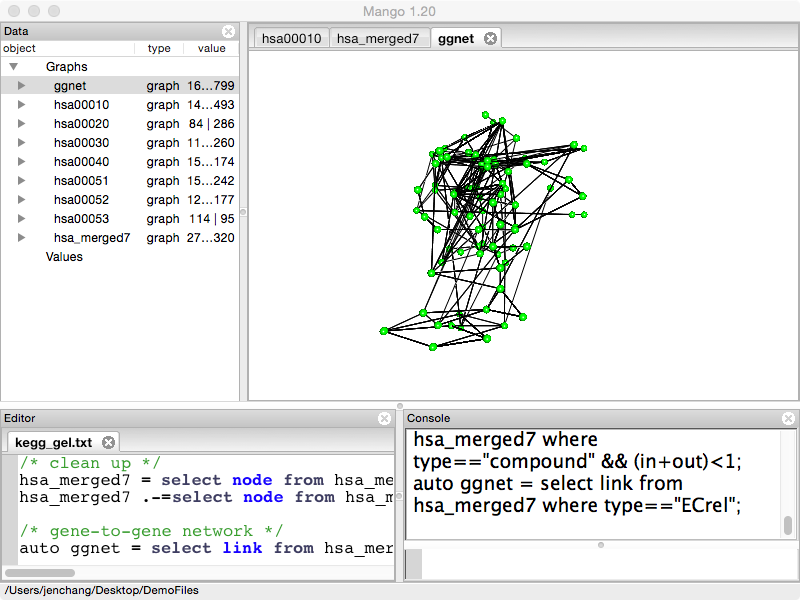 Mango 1.20
Data
object type value
Graphs
ggnet graph 16...799
hsa00010 graph 14...493
hsa00020 graph 84 | 286
hsa00030 graph 11...260
hsa00040 graph 15...174
hsa00051 graph 15...242
hsa00052 graph 12...177
hsa00053 graph 114 | 95
hsa_merged7 graph 27...320
Values
hsa00010 hsa_merged7 ggnet
Editor
kegg_gel.txt
/* clean up */
hsa_merged7 = select node from hsa_me
hsa_merged7 .-=select node from hsa_m
/* gene-to-gene network */
auto ggnet = select link from hsa_mer
Console
hsa_merged7 where
type=="compound" && (in+out)<1;
auto ggnet = select link from
hsa_merged7 where type=="ECrel";
/Users/jenchang/Desktop/DemoFiles